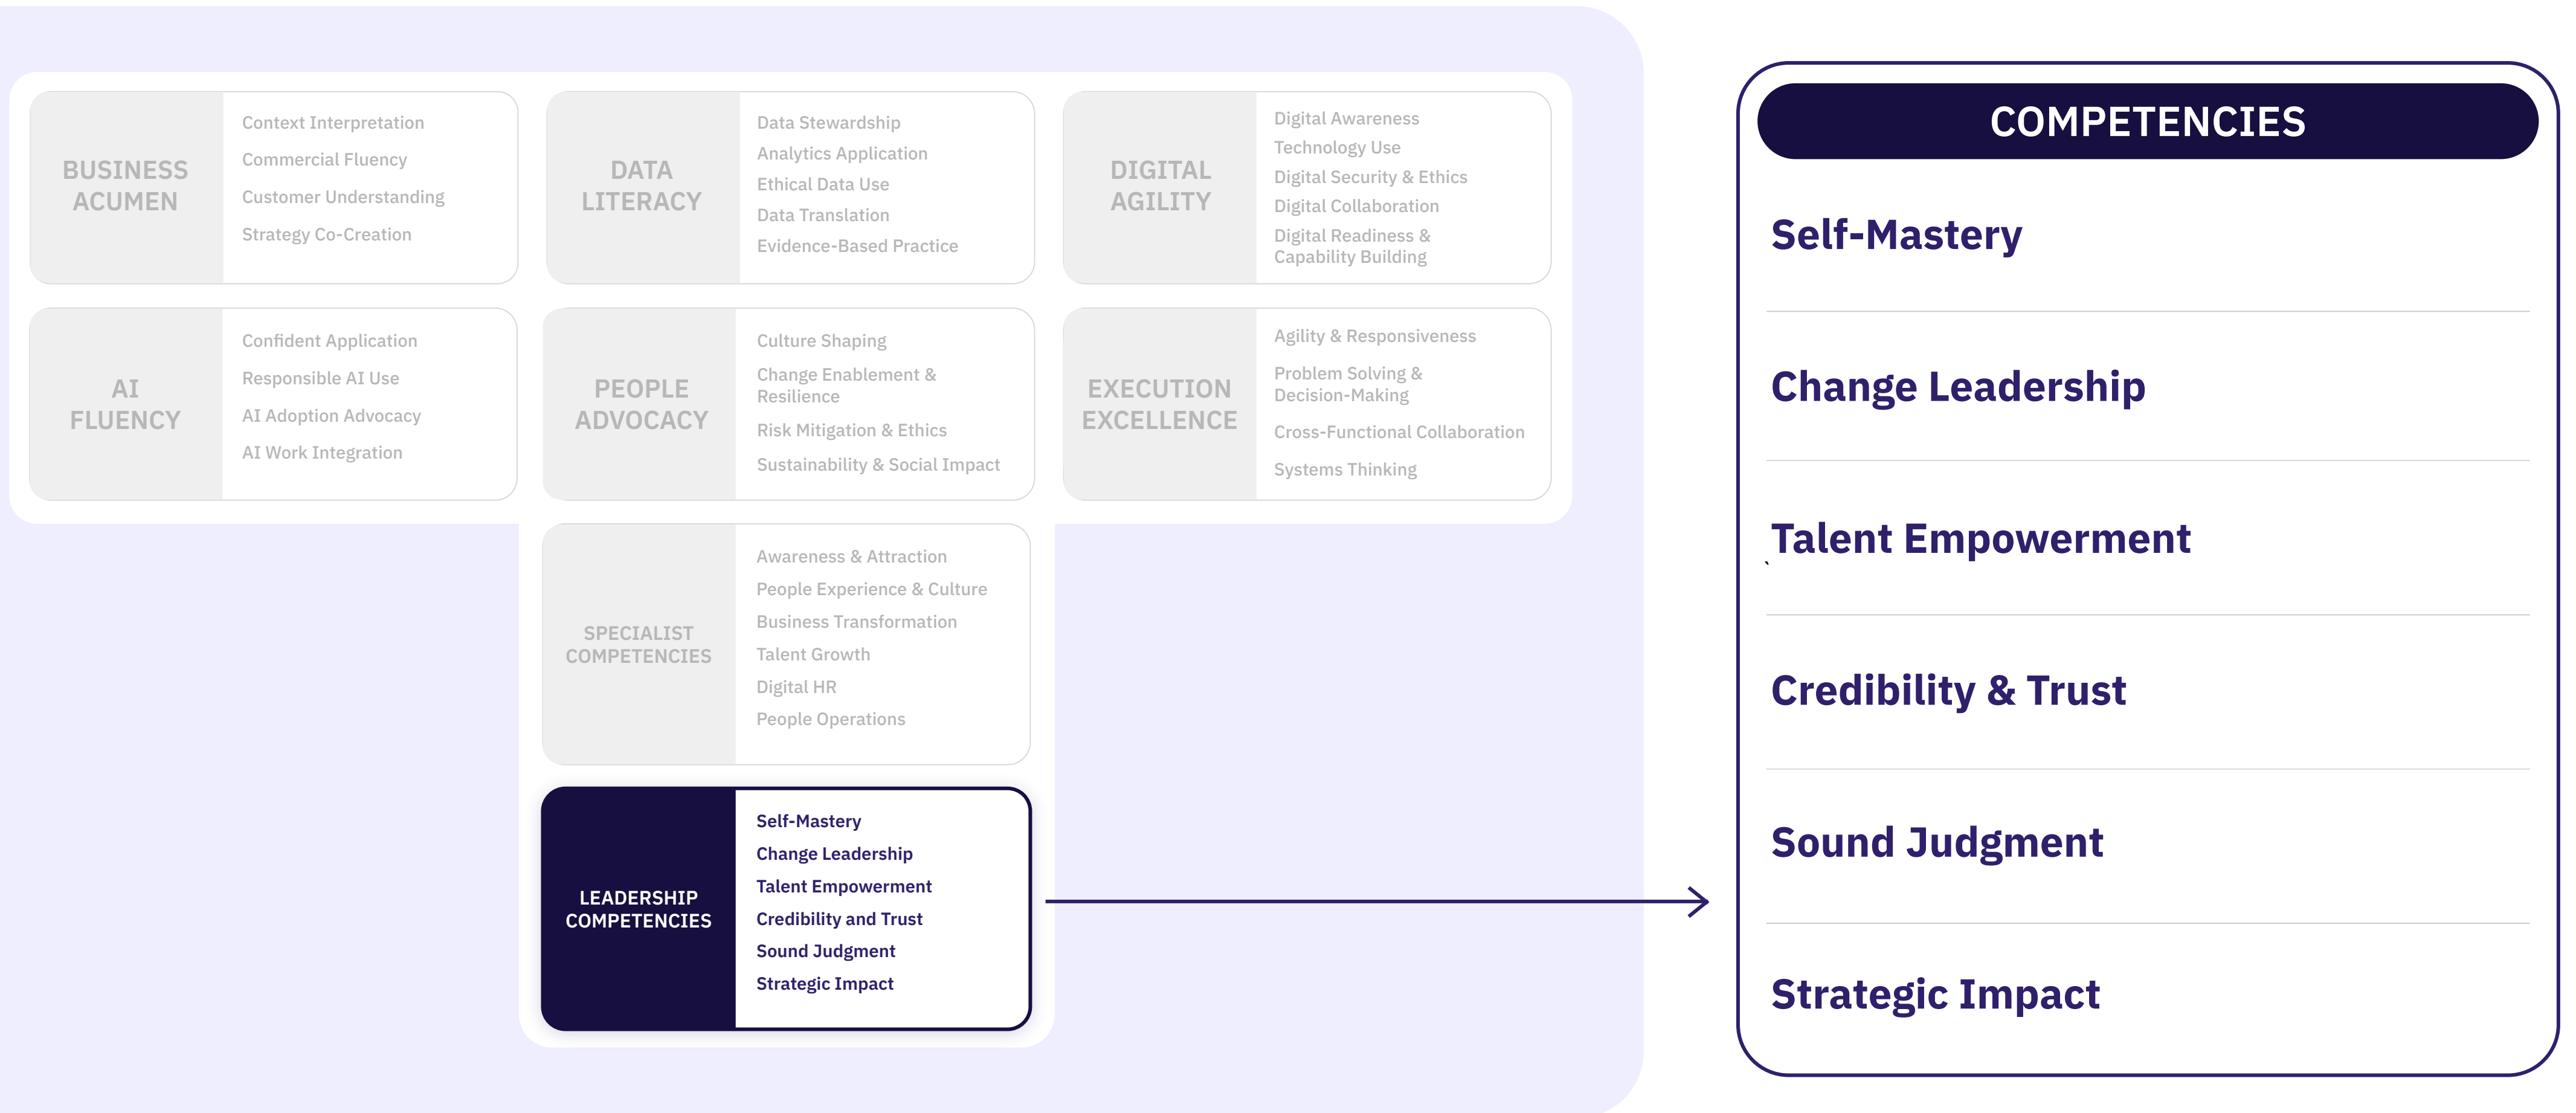 BUSINESS
ACUMEN
Context Interpretation
Commercial Fluency
Customer Understanding
Strategy Co-Creation
DATA
LITERACY
Data Stewardship
Analytics Application
Ethical Data Use
Data Translation
Evidence-Based Practice
DIGITAL
AGILITY
Digital Awareness
Technology Use
Digital Security & Ethics
Digital Collaboration
Digital Readiness &
Capability Building
AI
FLUENCY
Confident Application
Responsible AI Use
AI Adoption Advocacy
AI Work Integration
PEOPLE
ADVOCACY
Culture Shaping
Change Enablement &
Resilience
Risk Mitigation & Ethics
Sustainability & Social Impact
EXECUTION
EXCELLENCE
Agility & Responsiveness
Problem Solving &
Decision-Making
Cross-Functional Collaboration
Systems Thinking
SPECIALIST
COMPETENCIES
Awareness & Attraction
People Experience & Culture
Business Transformation
Talent Growth
Digital HR
People Operations
LEADERSHIP
COMPETENCIES
Self-Mastery
Change Leadership
Talent Empowerment
Credibility and Trust
Sound Judgment
Strategic Impact
COMPETENCIES
Self-Mastery
Change Leadership
Talent Empowerment
`
Credibility & Trust
Sound Judgment
Strategic Impact